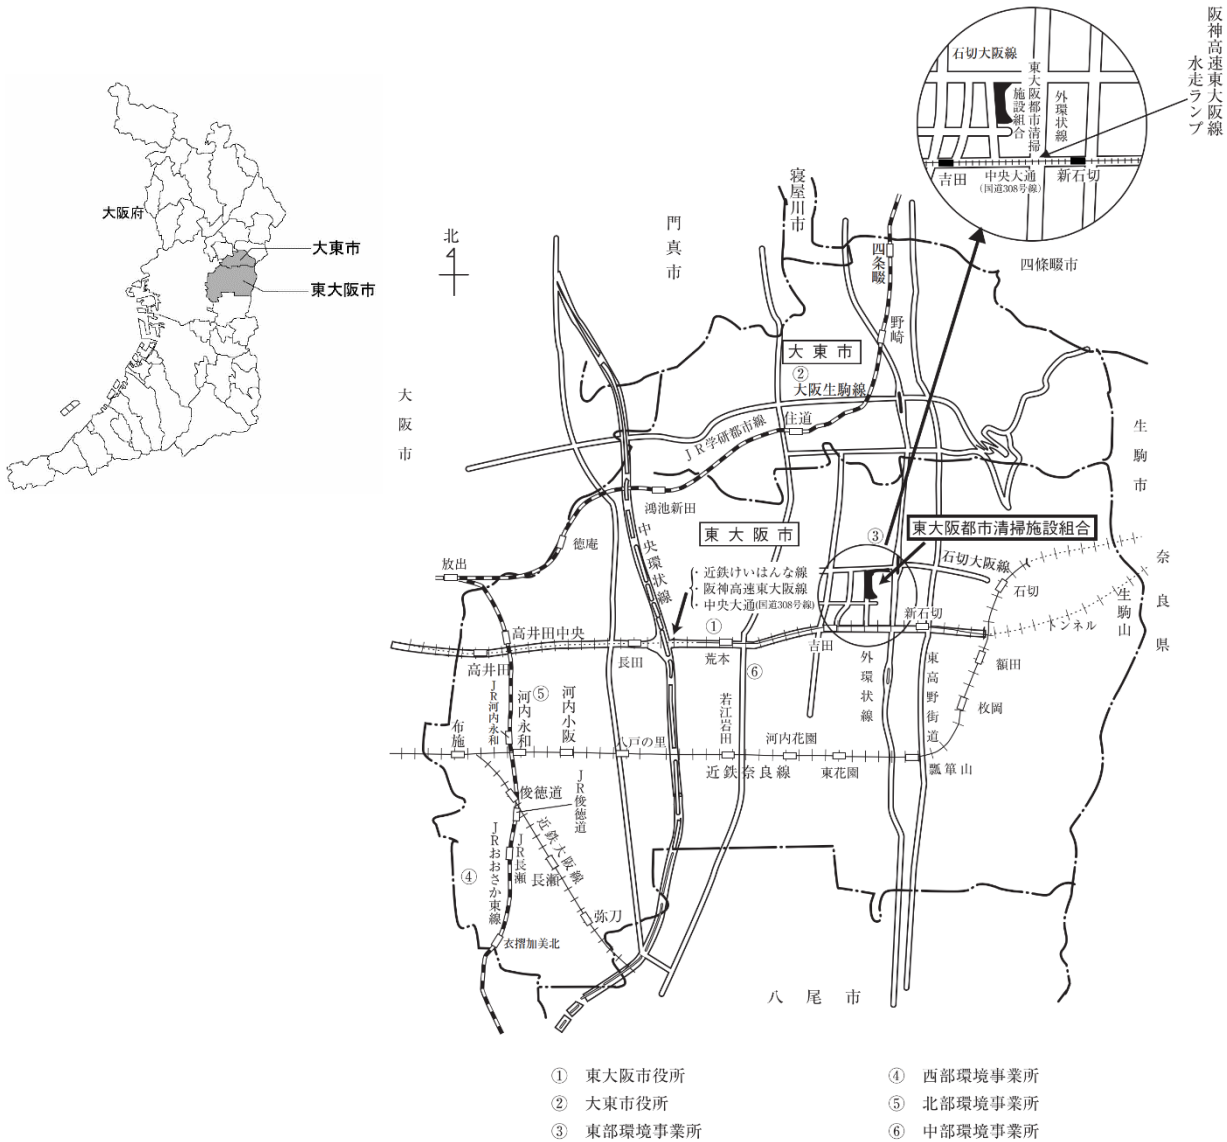 大阪府
大東市
東大阪市
石切大阪線
東大阪都市清掃
施設組合
外環状線
吉田
中央大通
(国道308号線)
新石切
阪神高速東大阪線
水走ランプ
北
門真市
寝屋川市
四條畷市
四条畷
野崎
大東市
②
大阪生駒線
住道
JR学研都市線
大阪市
生駒市
鴻池新田
徳庵
放出
中央環状線
東大阪市
③
東大阪都市清掃施設組合
石切大阪線
・近鉄けいはんな線
・阪神高速東大阪線
・中央大通(国道308号線)
石切
生駒山
奈良県
トンネル
新石切
額田
枚岡
①
荒本
吉田
⑥
高井田中央
高井田
長田
外環状線
東高野街道
若江岩田
JR河内永和
⑤
河内永和
河内小阪
布施
八戸の里
近鉄奈良線
河内花園
東花園
瓢箪山
俊徳道
JR俊徳道
近鉄大阪線
JR長瀬
長瀬
JRおおさか東線
④
弥刀
衣摺加美北
八尾市
① 東大阪市役所
② 大東市役所
③ 東部環境事業所
④ 西部環境事業所
⑤ 北部環境事業所
⑥ 中部環境事業所